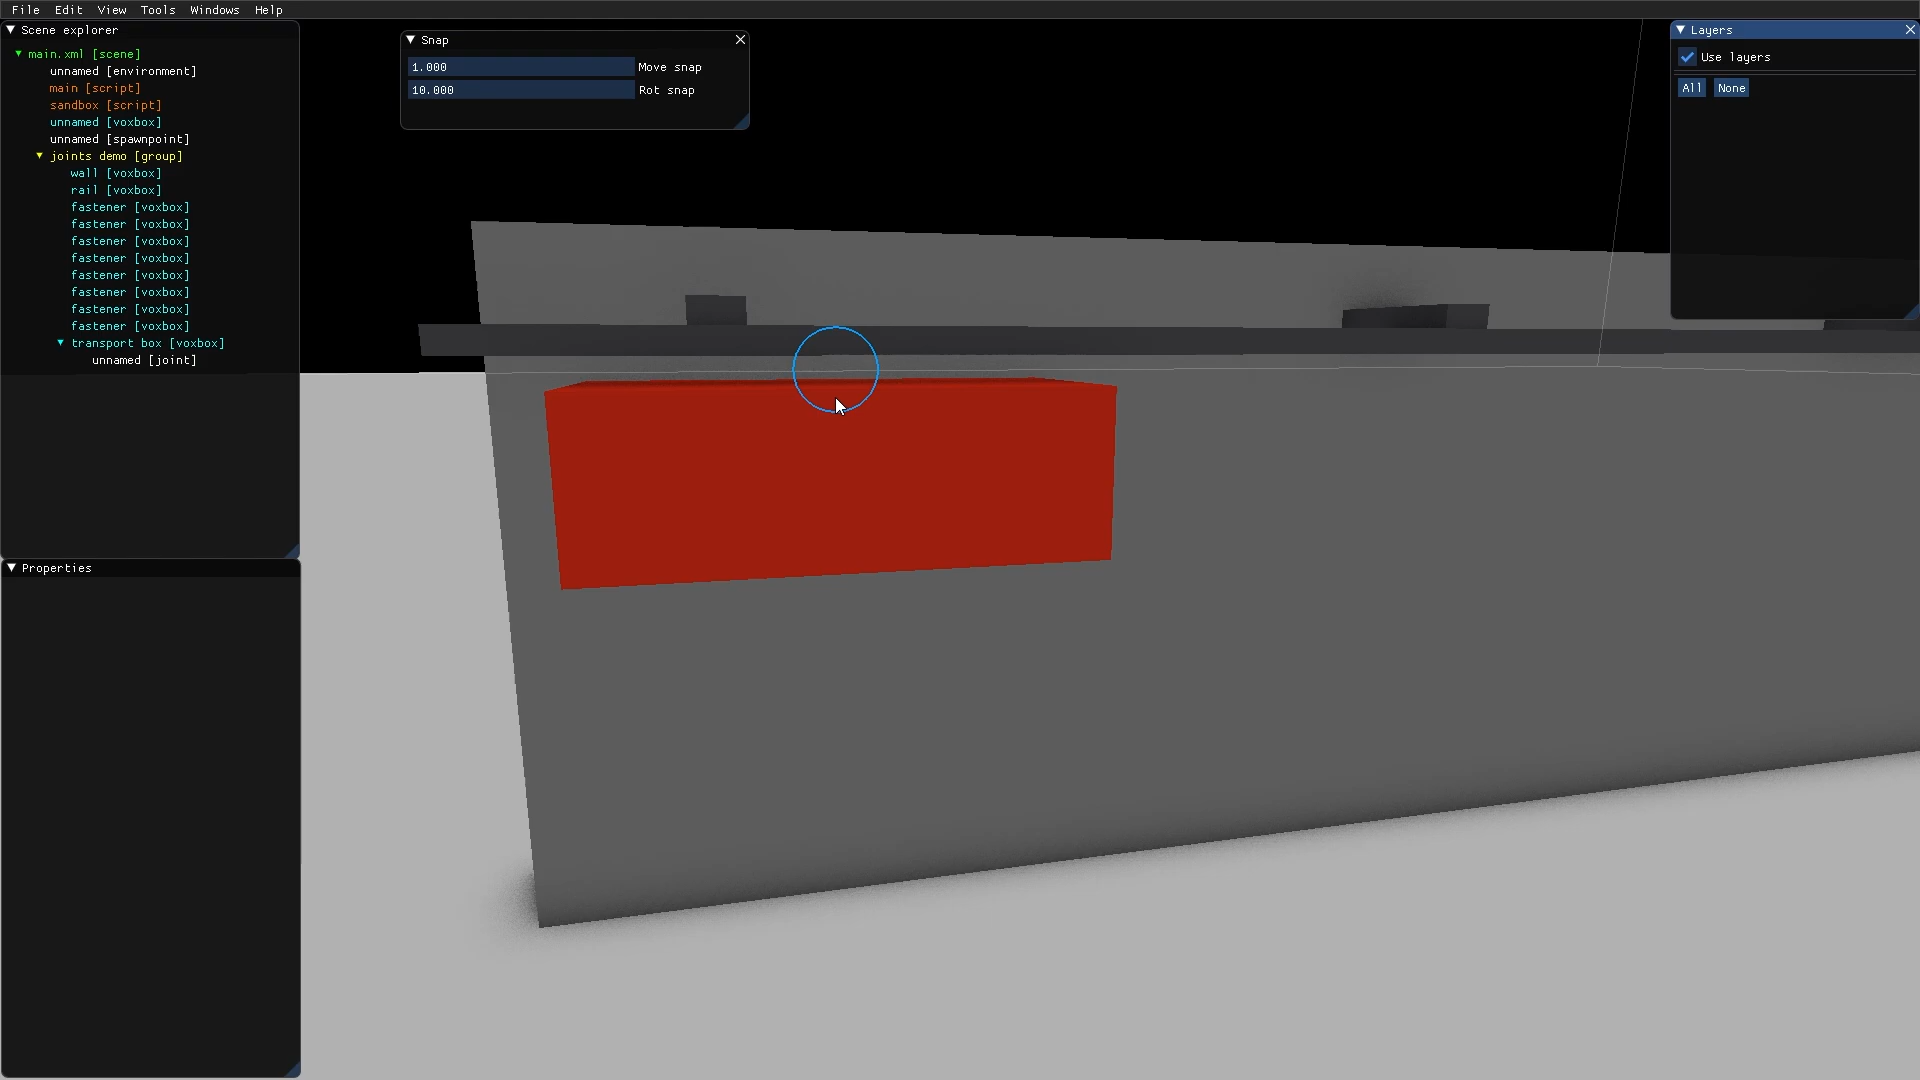 File Edit View Tools Windows Help
Scene explorer
main.xml [scene]
unnamed [environment]
main [script]
sandbox [script]
unnamed [voxbox]
unnamed [spawnpoint]
joints demo [group]
wall [voxbox]
rail [voxbox]
fastener [voxbox]
fastener [voxbox]
fastener [voxbox]
fastener [voxbox]
fastener [voxbox]
fastener [voxbox]
fastener [voxbox]
fastener [voxbox]
transport box [voxbox]
unnamed [joint]
Properties
Snap
1.000 Move snap
10.000 Rot snap
Layers
Use layers
All None